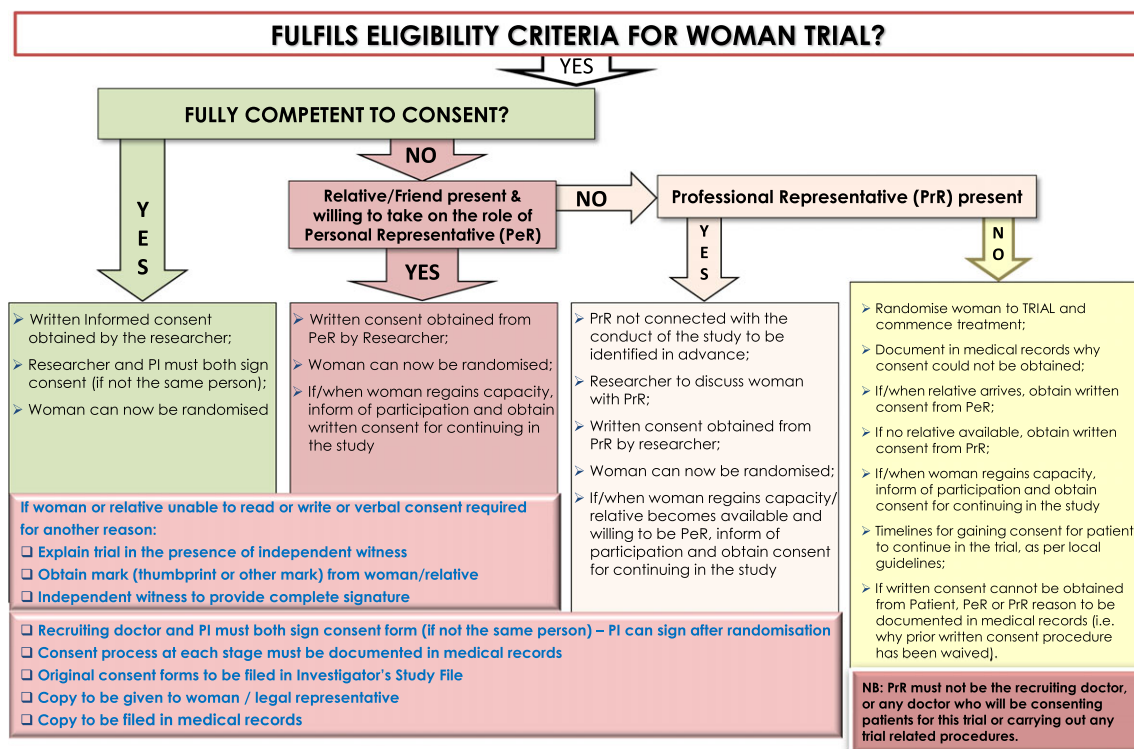 FULFILS ELIGIBILITY CRITERIA FOR WOMAN TRIAL?
YES
FULLY COMPETENT TO CONSENT?
NO
Relative/Friend present &
willing to take on the role of
Personal Representative (PeR)
NO
Professional Representative (PrR) present
Y
E
S
YES
Y
E
S
N
O
Written Informed consent
obtained by the researcher;
Researcher and PI must both sign
consent (if not the same person);
Woman can now be randomised
Written consent obtained from
PeR by Researcher;
Woman can now be randomised;
If/when woman regains capacity,
inform of participation and obtain
written consent for continuing in
the study
PrR not connected with the
conduct of the study to be
identified in advance;
Researcher to discuss woman
with PrR;
Written consent obtained from
PrR by researcher;
Woman can now be randomised;
If/when woman regains capacity/
relative becomes available and
willing to be PeR, inform of
participation and obtain consent
for continuing in the study
Randomise woman to TRIAL and
commence treatment;
Document in medical records why
consent could not be obtained;
If/when relative arrives, obtain written
consent from PeR;
If no relative available, obtain written
consent from PrR;
If/when woman regains capacity,
inform of participation and obtain
consent for continuing in the study
Timelines for gaining consent for patient
to continue in the trial, as per local
guidelines;
If written consent cannot be obtained
from Patient, PeR or PrR reason to be
documented in medical records (i.e.
why prior written consent procedure
has been waived).
If woman or relative unable to read or write or verbal consent required
for another reason:
Explain trial in the presence of independent witness
Obtain mark (thumbprint or other mark) from woman/relative
Independent witness to provide complete signature
Recruiting doctor and PI must both sign consent form (if not the same person) – PI can sign after randomisation
Consent process at each stage must be documented in medical records
Original consent forms to be filed in Investigator's Study File
Copy to be given to woman / legal representative
Copy to be filed in medical records
NB: PrR must not be the recruiting doctor,
or any doctor who will be consenting
patients for this trial or carrying out any
trial related procedures.